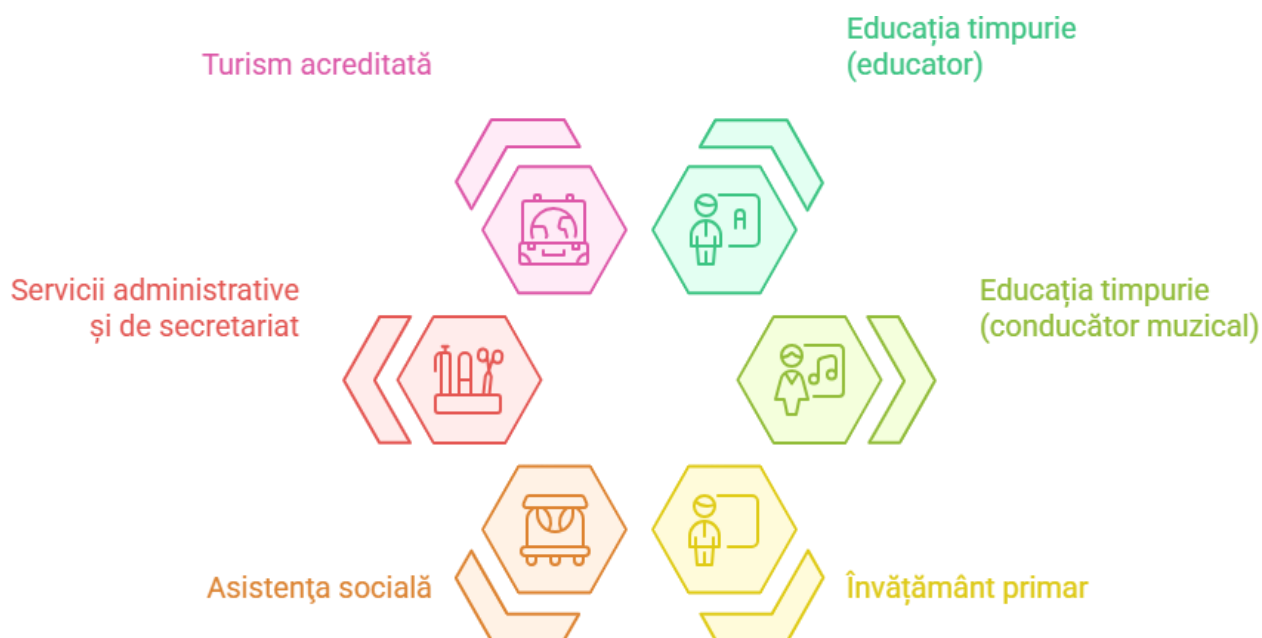 Turism acreditată
Educația timpurie
(educator)
Servicii administrative
și de secretariat
Educația timpurie
(conducător muzical)
Asistenţa socială
Învățământ primar
A